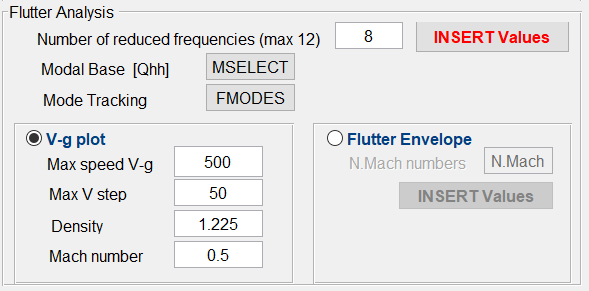 Flutter Analysis
Number of reduced frequencies (max 12) 8 INSERT Values
Modal Base [Qhh] MSELECT
Mode Tracking FMODES
V-g plot
Max speed V-g 500
Max V step 50
Density 1.225
Mach number 0.5
Flutter Envelope
N.Mach numbers N.Mach
INSERT Values